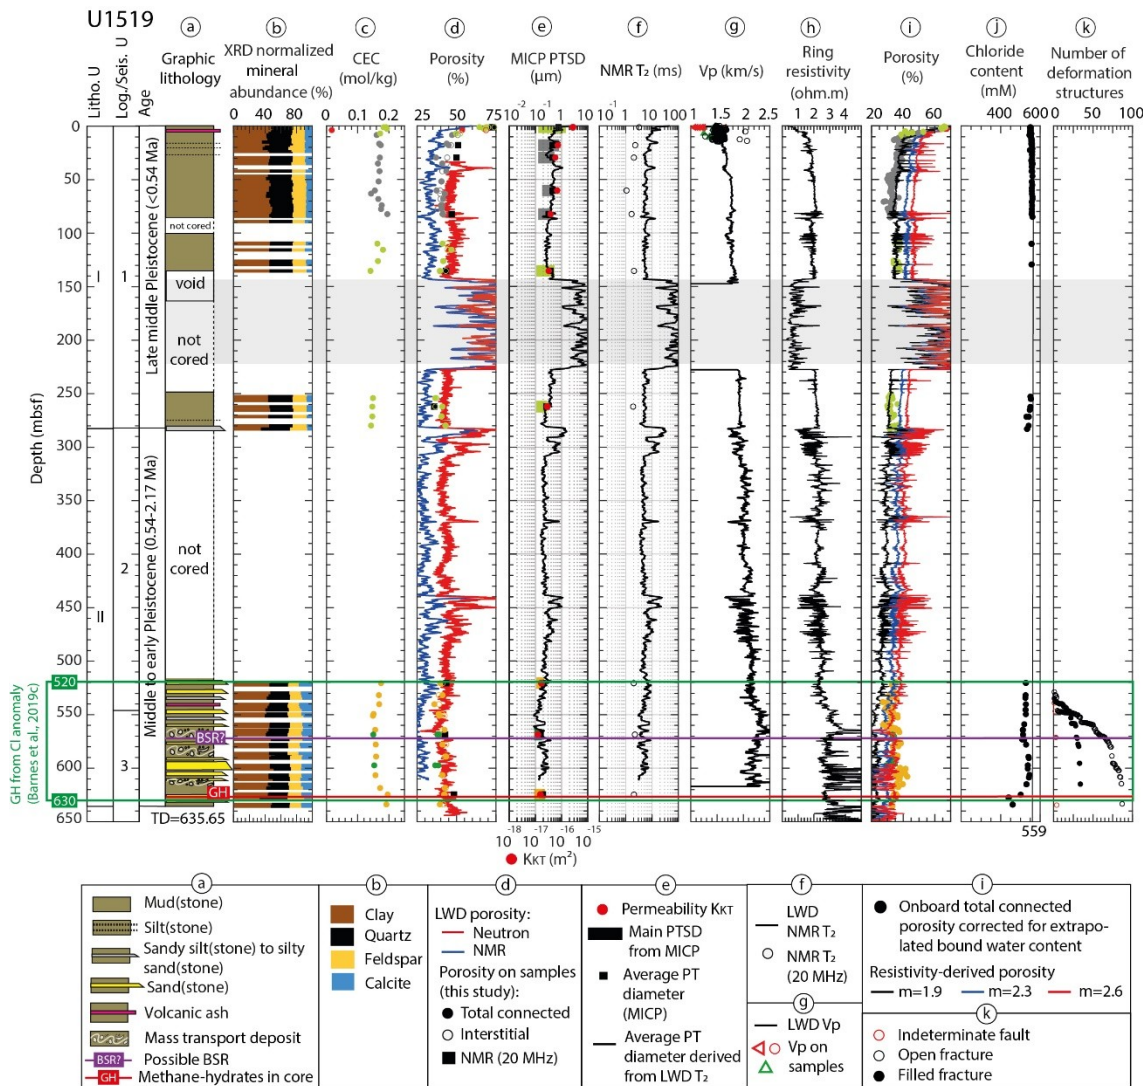 U1519
a
b
c
d
e
f
g
h
i
j
k
Litho. U
Log./Seis. U
Age
Graphic
lithology
XRD normalized
mineral
abundance (%)
CEC
(mol/kg)
Porosity
(%)
MICP PTSD
(µm)
NMR T₂ (ms)
Vp (km/s)
Ring
resistivity
(ohm.m)
Porosity
(%)
Chloride
content
(mM)
Number of
deformation
structures
0 20 40 60 80 100
0 0.1 0.2
25 50 75
10⁻² 10⁻¹ 10⁰
10⁻¹ 10 100
1 1.5 2 2.5
0 1 2 3 4
20 40 60
400 600
0 50 100
Depth (mbsf)
0
50
100
150
200
250
300
350
400
450
500
520
550
600
630
650
I
II
1
2
3
Late middle Pleistocene (<0.54 Ma)
Middle to early Pleistocene (0.54-2.17 Ma)
not cored
void
not
cored
not
cored
BSR?
GH
GH from Cl anomaly
(Barnes et al., 2019c)
TD=635.65
10⁻¹⁸ 10⁻¹⁷ 10⁻¹⁶ 10⁻¹⁵
KKT (m²)
559
a
Mud(stone)
Silt(stone)
Sandy silt(stone) to silty
sand(stone)
Sand(stone)
Volcanic ash
Mass transport deposit
BSR? Possible BSR
GH Methane-hydrates in core
b
Clay
Quartz
Feldspar
Calcite
d
LWD porosity:
Neutron
NMR
Porosity on samples
(this study):
Total connected
Interstitial
NMR (20 MHz)
e
Permeability KKT
Main PTSD
from MICP
Average PT
diameter
(MICP)
Average PT
diameter derived
from LWD T₂
f
LWD
NMR T₂
NMR T₂
(20 MHz)
g
LWD Vp
Vp on
samples
i
Onboard total connected
porosity corrected for extrapo-
lated bound water content
Resistivity-derived porosity
m=1.9 m=2.3 m=2.6
k
Indeterminate fault
Open fracture
Filled fracture